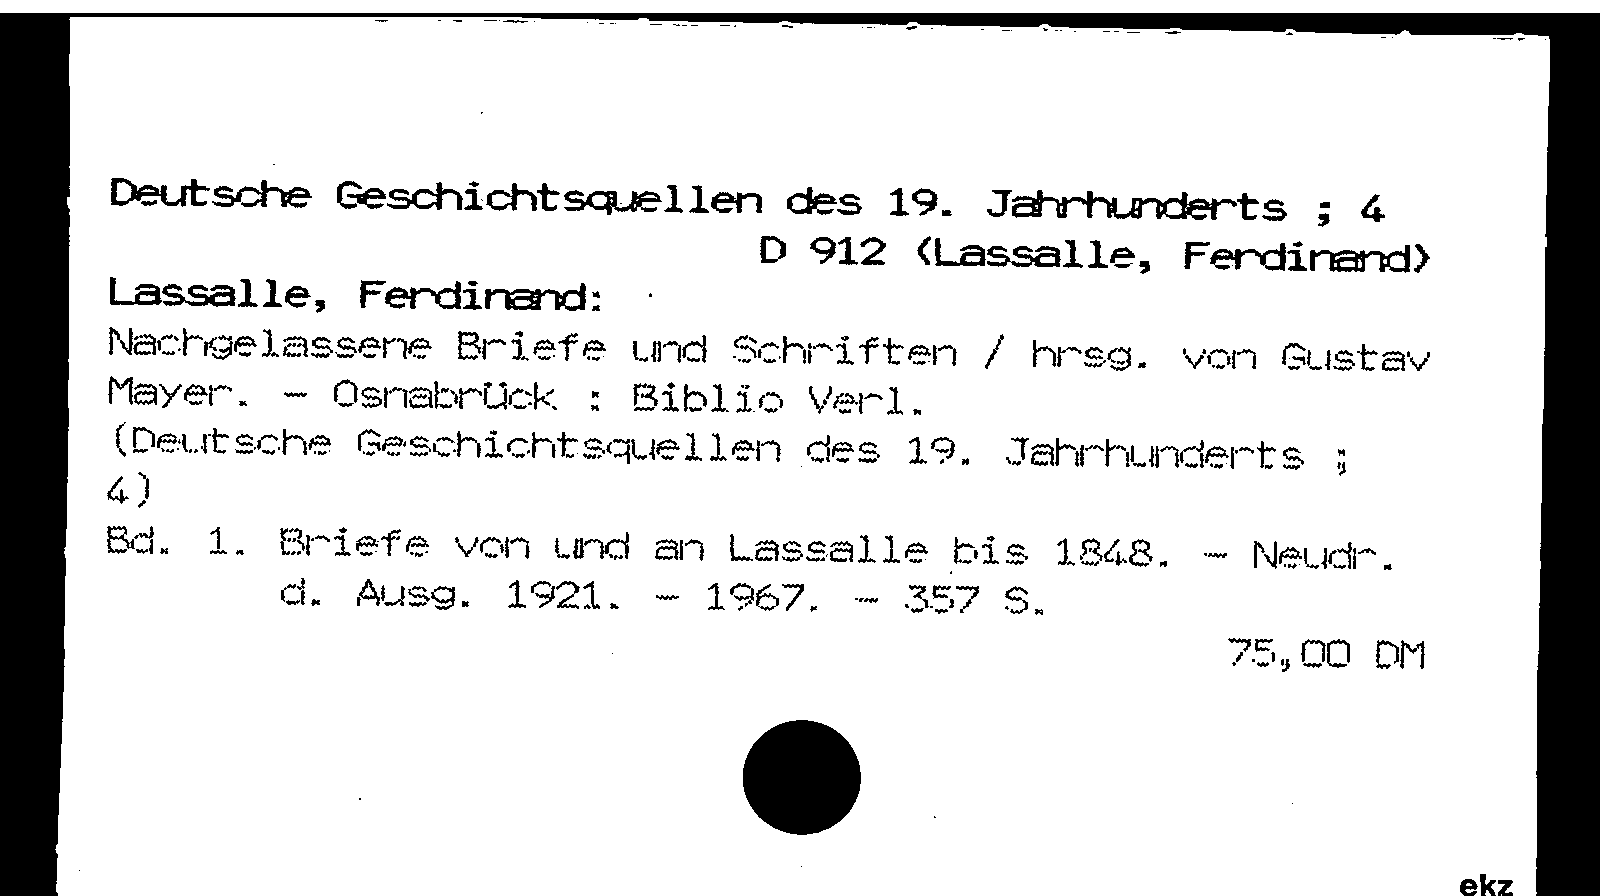 Deutsche Geschichtsquellen des 19. Jahrhunderts ; 4
D 912 (Lassalle, Ferdinand)
Lassalle, Ferdinand:
Nachgelassene Briefe und Schriften / hrsg. von Gustav
Mayer. - Osnabrück : Biblio Verl.
(Deutsche Geschichtsquellen des 19. Jahrhunderts ;
4)
Bd. 1. Briefe von und an Lassalle bis 1848. - Neudr.
d. Ausg. 1921. - 1967. - 357 S.
75,00 DM
ekz